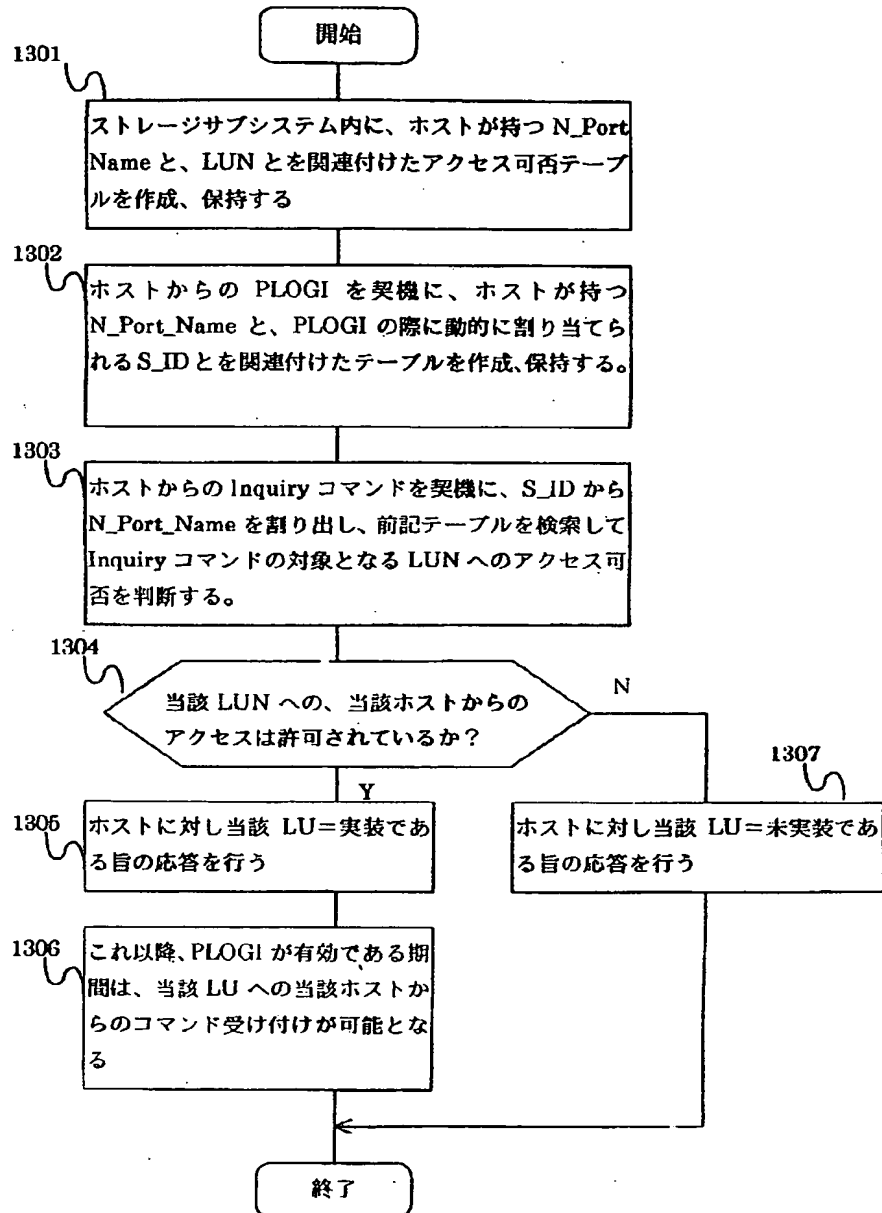 開始
1301
ストレージサブシステム内に、ホストが持つ N_Port
Name と、LUN とを関連付けたアクセス可否テーブ
ルを作成、保持する
1302
ホストからの PLOGI を契機に、ホストが持つ
N_Port_Name と、PLOGI の際に動的に割り当てら
れる S_ID とを関連付けたテーブルを作成、保持する。
1303
ホストからの Inquiry コマンドを契機に、S_ID から
N_Port_Name を割り出し、前記テーブルを検索して
Inquiry コマンドの対象となる LUN へのアクセス可
否を判断する。
1304
当該 LUN への、当該ホストからの
アクセスは許可されているか？
N
Y
1305
ホストに対し当該 LU＝実装であ
る旨の応答を行う
1307
ホストに対し当該 LU＝未実装であ
る旨の応答を行う
1306
これ以降、PLOGI が有効である期
間は、当該 LU への当該ホストか
らのコマンド受け付けが可能とな
る
終了